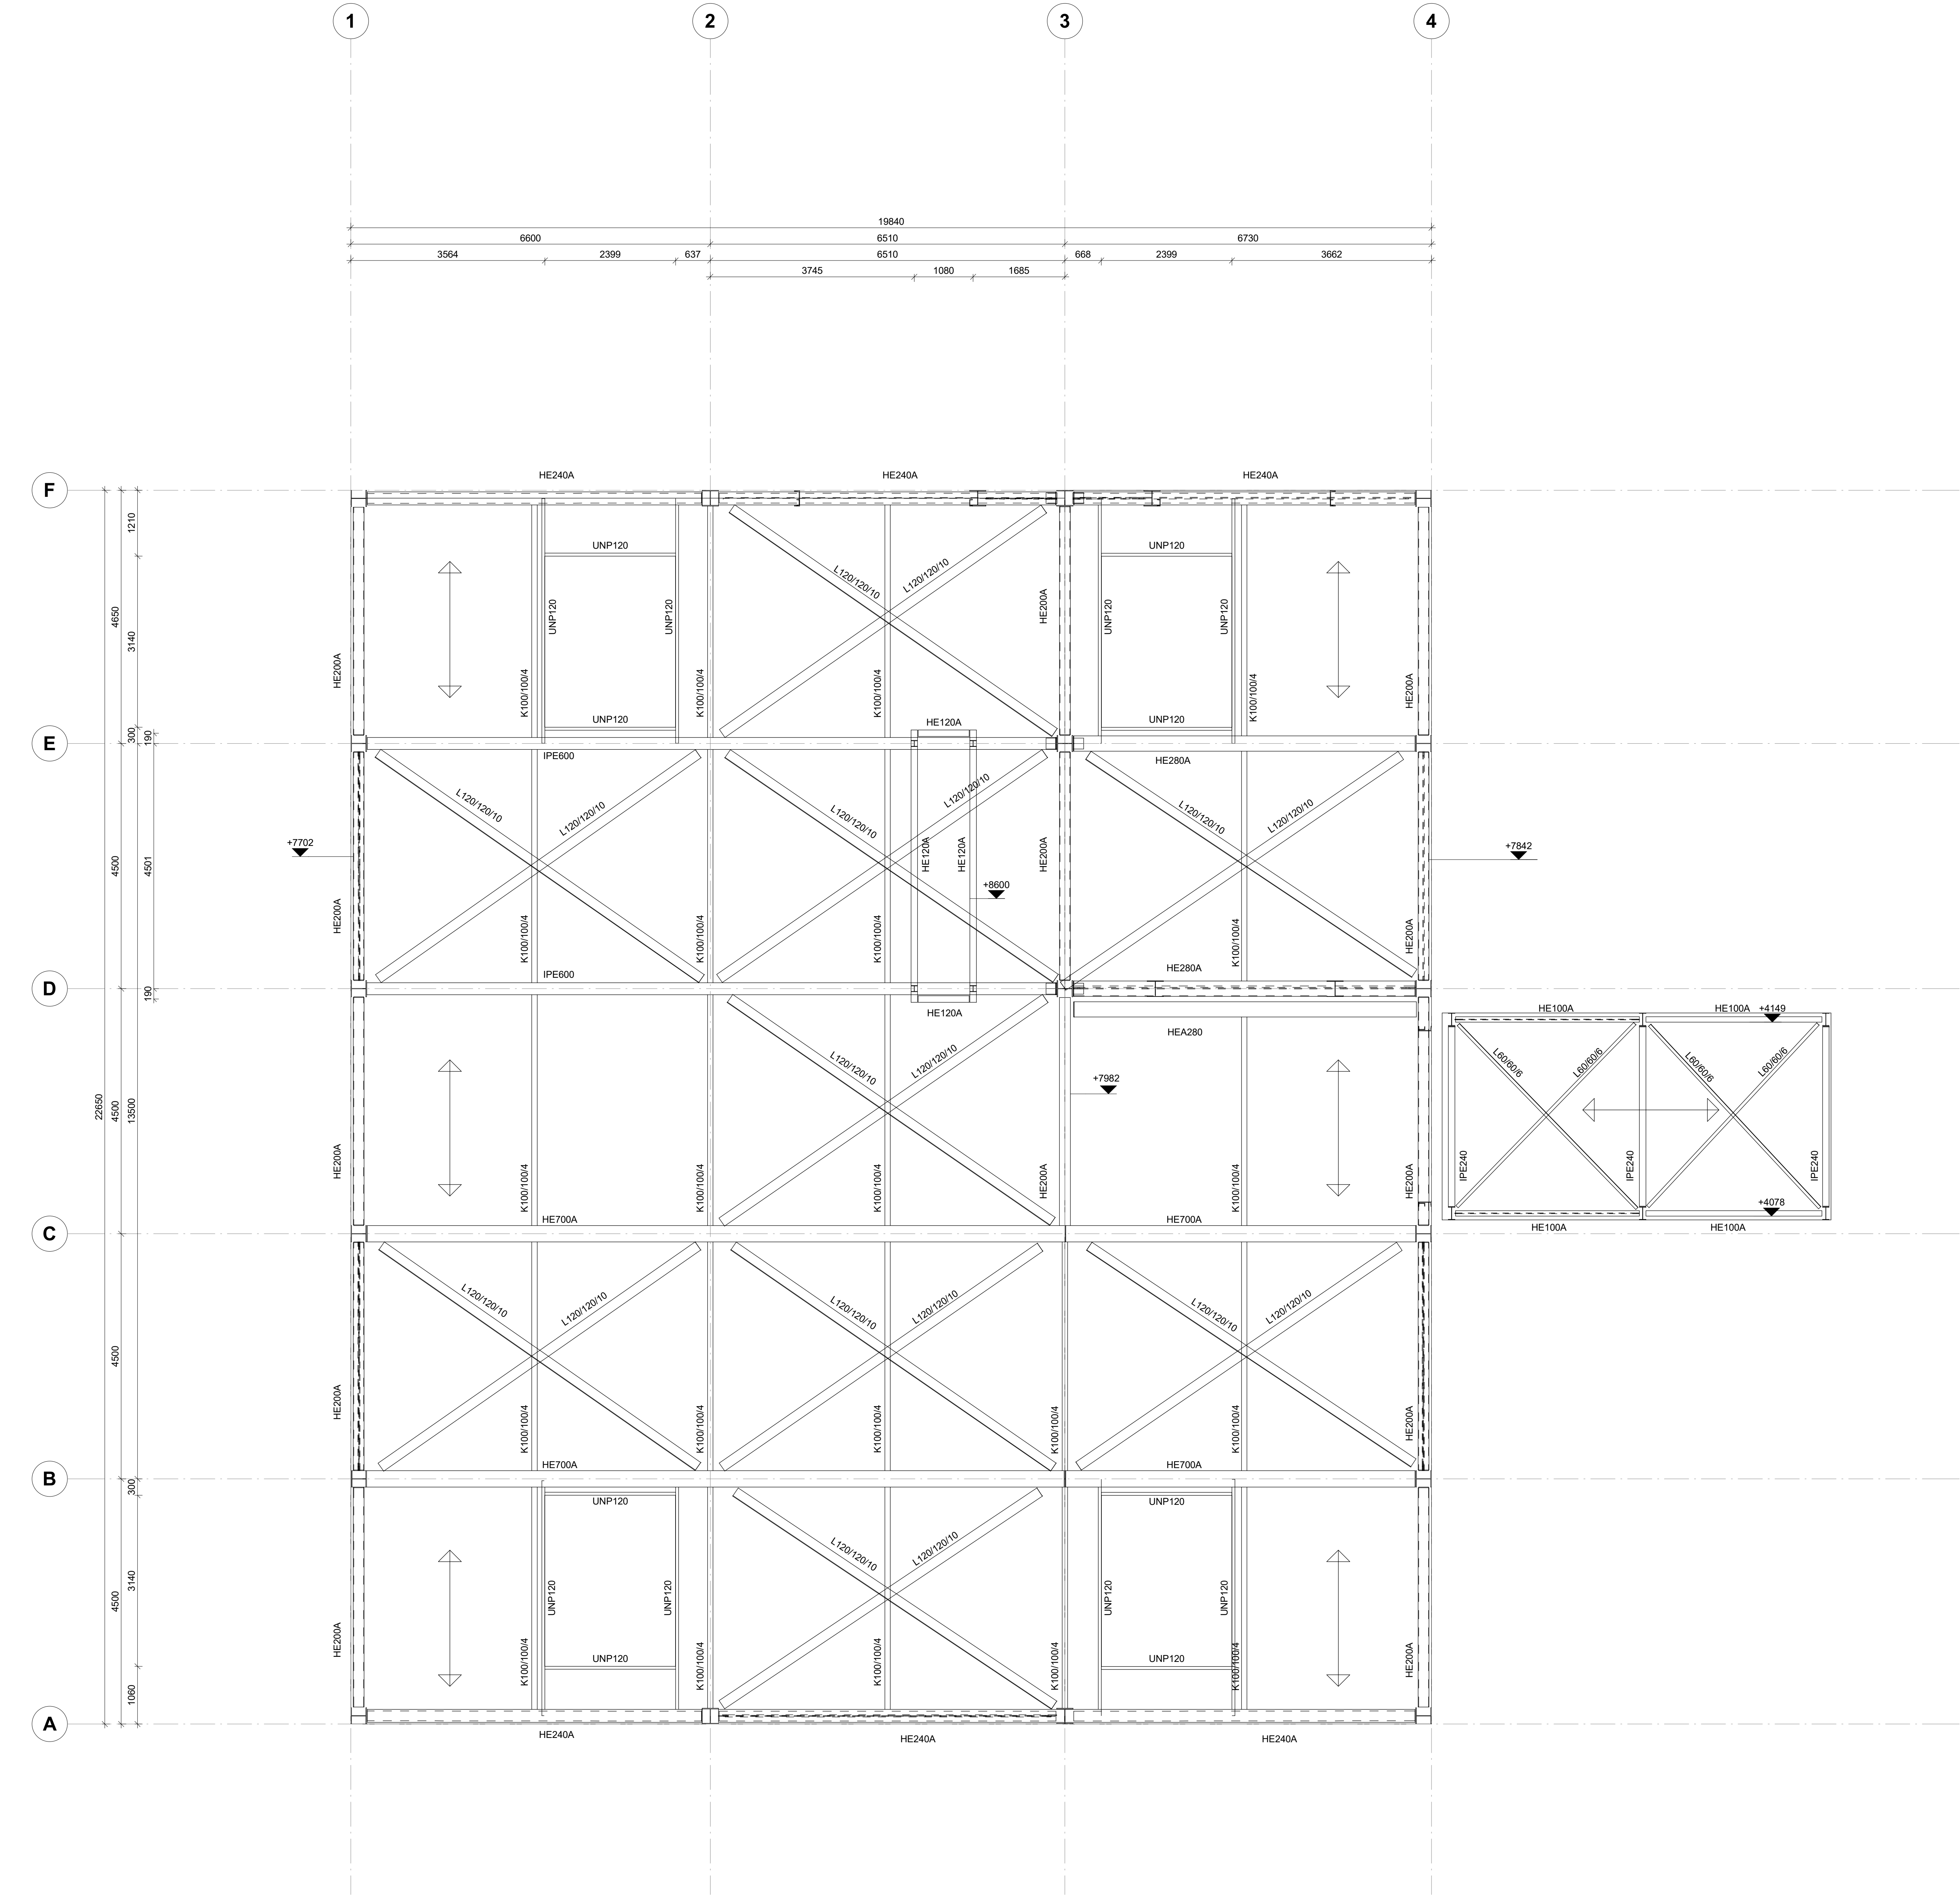 1 2 3 4
19840
6600 6510 6730
3564 2399 637 6510 668 2399 3662
3745 1080 1685
HE240A HE240A HE240A
F
1210
UNP120 UNP120
L120/120/10 L120/120/10
4650
3140
HE200A
UNP120 UNP120
HE200A
UNP120 UNP120
K100/100/4 K100/100/4 K100/100/4 K100/100/4
HE200A
UNP120 UNP120
HE120A
300 190
E
IPE600 HE280A
L120/120/10 L120/120/10 L120/120/10 L120/120/10 L120/120/10 L120/120/10
+7702 +7842
4500 4501
HE120A HE120A HE200A
+8600
HE200A
K100/100/4 K100/100/4 K100/100/4 K100/100/4
HE200A
IPE600 HE280A
D
190
HE120A
HEA280
HE100A HE100A +4149
L120/120/10 L120/120/10
L60/60/6 L60/60/6 L60/60/6 L60/60/6
+7982
22650 4500 13500
HE200A
K100/100/4 K100/100/4 K100/100/4
HE200A
K100/100/4
HE200A
IPE240 IPE240 IPE240
+4078
HE100A HE100A
HE700A HE700A
C
L120/120/10 L120/120/10 L120/120/10 L120/120/10 L120/120/10 L120/120/10
4500
HE200A
K100/100/4 K100/100/4 K100/100/4 K100/100/4 K100/100/4
HE200A
HE700A HE700A
B
300
UNP120 UNP120
L120/120/10 L120/120/10
4500
3140
UNP120 UNP120 UNP120 UNP120
HE200A
K100/100/4 K100/100/4 K100/100/4 K100/100/4 K100/100/4
HE200A
UNP120 UNP120
1060
A
HE240A HE240A HE240A